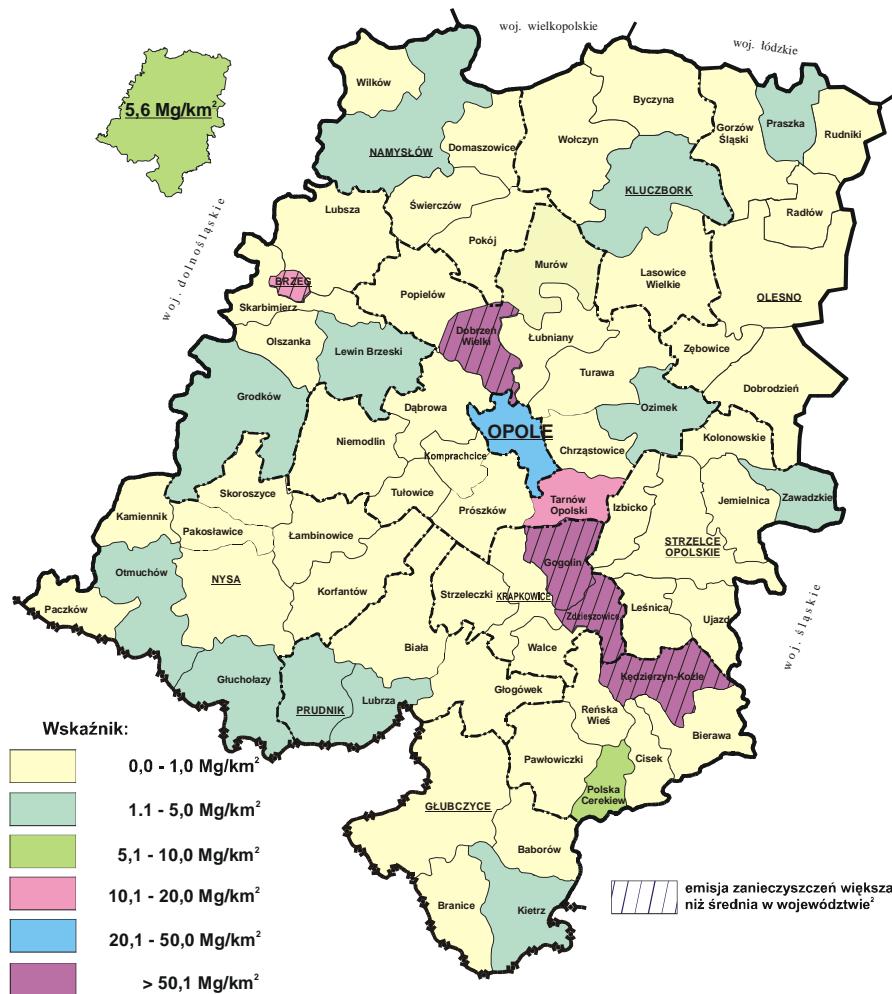 woj. wielkopolskie
woj. łódzkie
5,6 Mg/km²
woj. dolnośląskie
Wilków
Byczyna
Gorzów
Śląski
Praszka
Rudniki
NAMYSŁÓW
Domaszowice
Wołczyn
KLUCZBORK
Radłów
Lubsza
Świerczów
Pokój
Murów
Lasowice
Wielkie
OLESNO
BRZEG
Skarbimierz
Popielów
Olszanka
Lewin Brzeski
Dobrzeń
Wielki
Łubniany
Turawa
Zębowice
Dobrodzień
Grodków
Dąbrowa
OPOLE
Ozimek
Niemodlin
Komprachcice
Chrząstowice
Kolonowskie
Skoroszyce
Tułowice
Prószków
Tarnów
Opolski
Izbicko
Jemielnica
Zawadzkie
Kamiennik
Pakosławice
Łambinowice
STRZELCE
OPOLSKIE
Otmuchów
NYSA
Korfantów
Strzeleczki
KRAPKOWICE
Gogolin
Zdzieszowice
Leśnica
Ujazd
Paczków
Biała
Walce
Kędzierzyn-Koźle
woj. śląskie
Głuchołazy
PRUDNIK
Lubrza
Głogówek
Reńska
Wieś
Bierawa
Pawłowiczki
Cisek
Polska
Cerekiew
GŁUBCZYCE
Baborów
Branice
Kietrz
Wskaźnik:
0,0 - 1,0 Mg/km²
1.1 - 5,0 Mg/km²
5,1 - 10,0 Mg/km²
10,1 - 20,0 Mg/km²
20,1 - 50,0 Mg/km²
> 50,1 Mg/km²
emisja zanieczyszczeń większa
niż średnia w województwie²